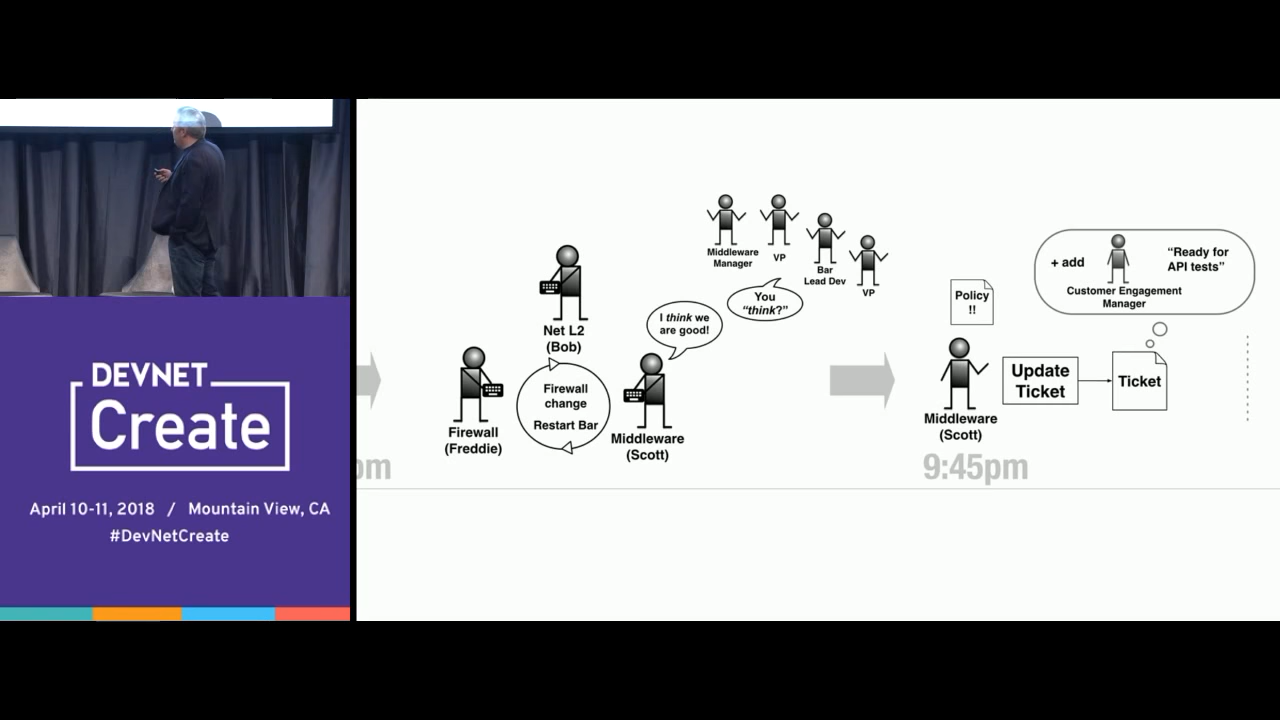 DEVNET
Create
April 10-11, 2018 / Mountain View, CA
#DevNetCreate
pm
Firewall
(Freddie)
Net L2
(Bob)
Firewall
change
Restart Bar
Middleware
(Scott)
I think we
are good!
You
“think?”
Middleware
Manager
VP
Bar
Lead Dev
VP
Policy
!!
Middleware
(Scott)
9:45pm
Update
Ticket
Ticket
+ add
Customer Engagement
Manager
“Ready for
API tests”